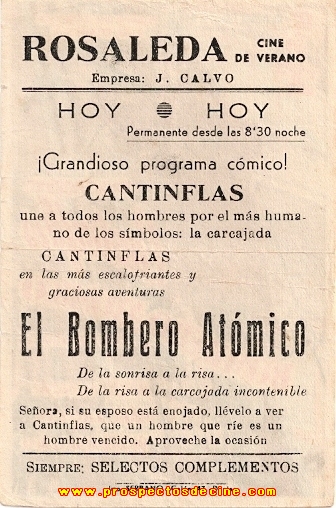 ROSALEDA CINE DE VERANO
Empresa: J. CALVO
HOY HOY
Permanente desde las 8'30 noche
¡Grandioso programa cómico!
CANTINFLAS
une a todos los hombres por el más huma-
no de los símbolos: la carcajada
CANTINFLAS
en las más escalofriantes y
graciosas aventuras
El Bombero Atómico
De la sonrisa a la risa...
De la risa a la carcajada incontenible
Señora, si su esposo está enojado, llévelo a ver
a Cantinflas, que un hombre que ríe es un
hombre vencido. Aproveche la ocasión
SIEMPRE: SELECTOS COMPLEMENTOS
www.prospectosdecine.com